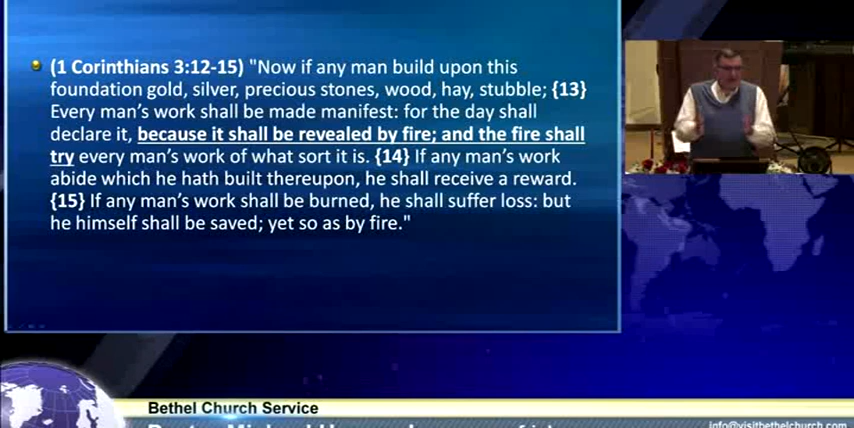 (1 Corinthians 3:12-15) "Now if any man build upon this
foundation gold, silver, precious stones, wood, hay, stubble; {13}
Every man's work shall be made manifest: for the day shall
declare it, because it shall be revealed by fire; and the fire shall
try every man's work of what sort it is. {14} If any man's work
abide which he hath built thereupon, he shall receive a reward.
{15} If any man's work shall be burned, he shall suffer loss: but
he himself shall be saved; yet so as by fire."
Bethel Church Service
info@visitbethelchurch.com